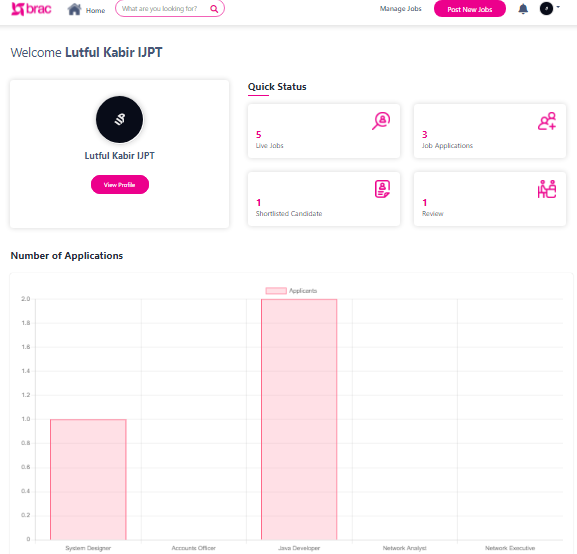 brac
Home
What are you looking for?
Manage Jobs
Post New Jobs
Welcome Lutful Kabir IJPT
Lutful Kabir IJPT
View Profile
Quick Status
5
Live Jobs
3
Job Applications
1
Shortlisted Candidate
1
Review
Number of Applications
Applicants
2.0
1.8
1.6
1.4
1.2
1.0
0.8
0.6
0.4
0.2
0
System Designer
Accounts Officer
Java Developer
Network Analyst
Network Executive